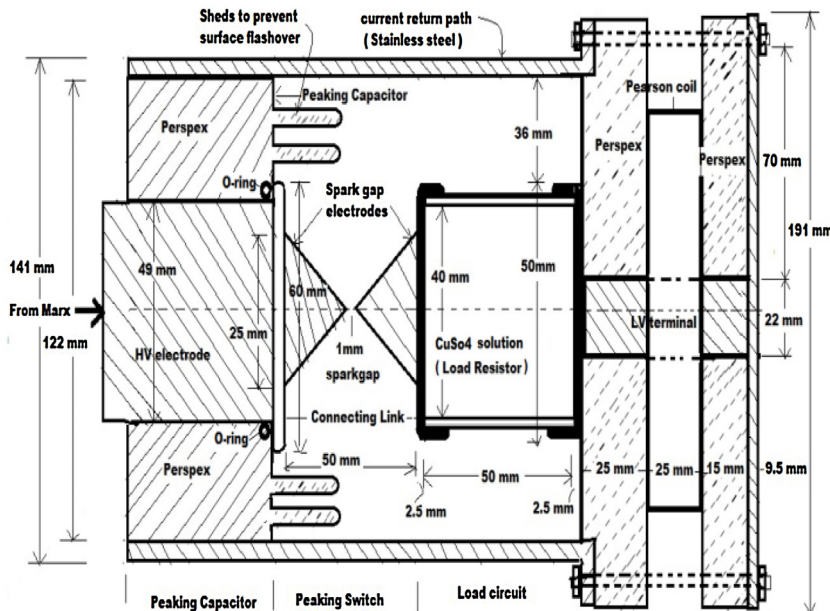 Sheds to prevent
surface flashover
current return path
( Stainless steel )
191 mm
Peaking Capacitor
Pearson coil
Perspex
36 mm
Perspex
Perspex
70 mm
O-ring
Spark gap
electrodes
141 mm
49 mm
60 mm
40 mm
50mm
From Marx
25 mm
22 mm
122 mm
HV electrode
1mm
sparkgap
CuSo4 solution
( Load Resistor )
LV terminal
Connecting Link
O-ring
Perspex
50 mm
50 mm
25 mm
25 mm
15 mm
9.5 mm
2.5 mm
2.5 mm
Peaking Capacitor
Peaking Switch
Load circuit